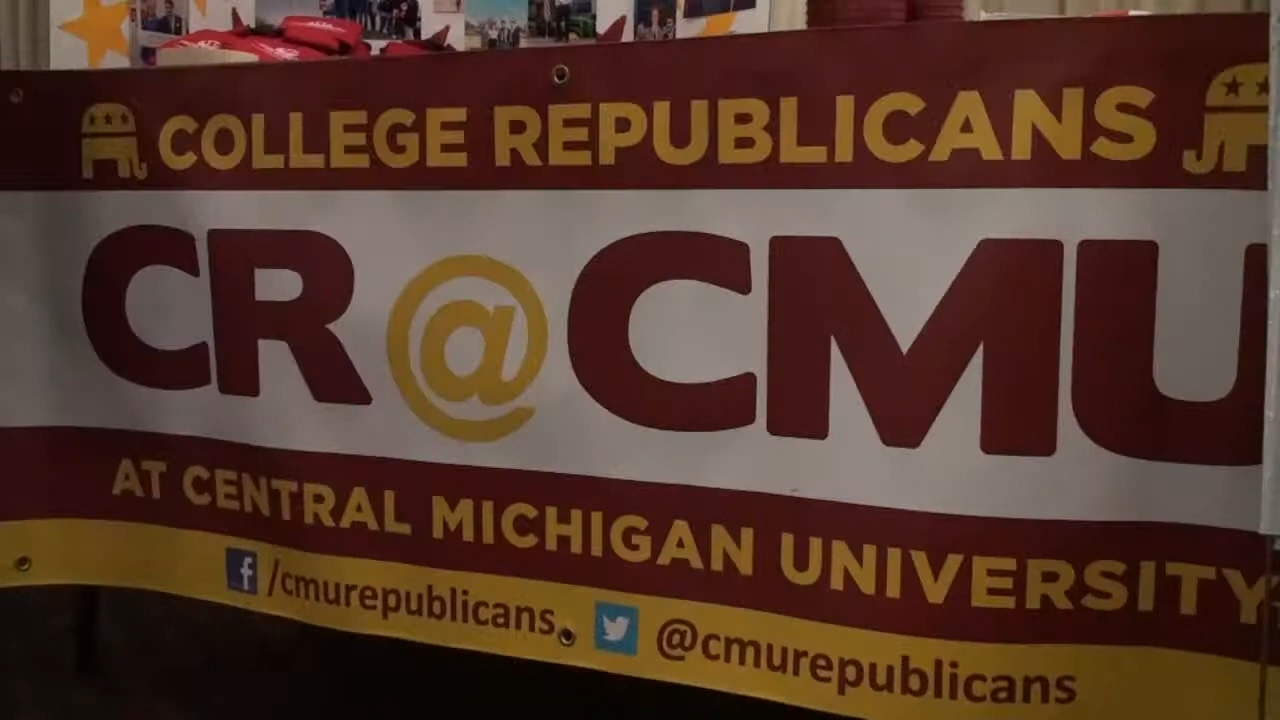 COLLEGE REPUBLICANS
CR@CMU
AT CENTRAL MICHIGAN UNIVERSITY
f /cmurepublicans @cmurepublicans